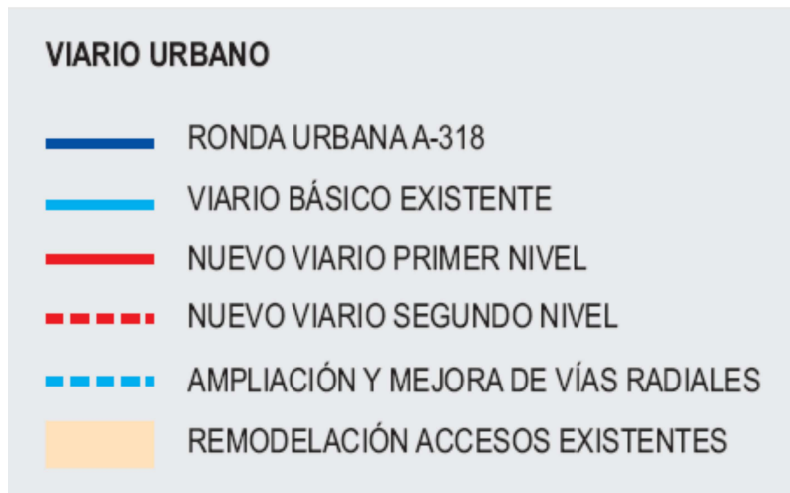 VIARIO URBANO
RONDA URBANA A-318
VIARIO BÁSICO EXISTENTE
NUEVO VIARIO PRIMER NIVEL
NUEVO VIARIO SEGUNDO NIVEL
AMPLIACIÓN Y MEJORA DE VÍAS RADIALES
REMODELACIÓN ACCESOS EXISTENTES